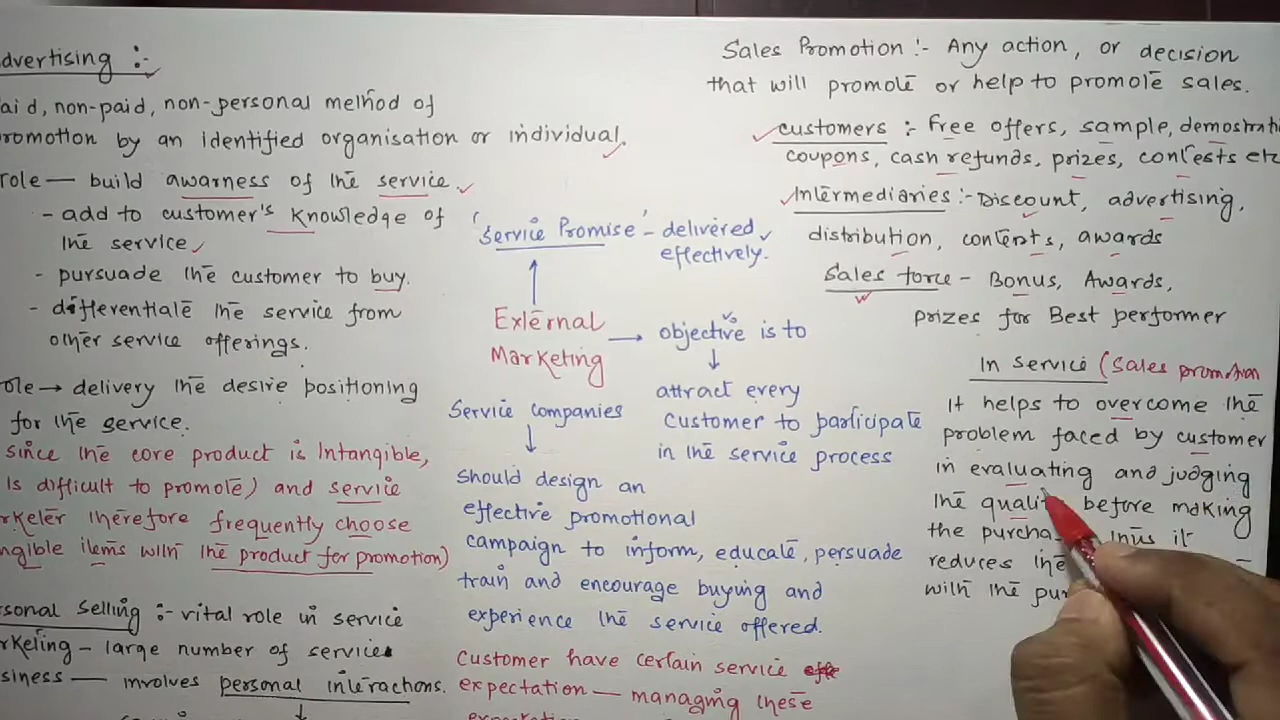 dvertising :-
aid, non-paid, non-personal method of
romotion by an identified organisation or individual.
role — build awarness of the service
- add to customer's knowledge of
the service
- pursuade the customer to buy.
- differentiate the service from
other service offerings.
ole → delivery the desire positioning
for the service.
since the core product is Intangible,
Is difficult to promote) and service
rketer therefore frequently choose
ngible items with the product for promotion)
rsonal Selling :- vital role in service
rketing - large number of services
siness — involves personal interactions.
'Service Promise' - delivered
effectively.
External
Marketing → objective is to
attract every
customer to participate
in the service process
Service companies
should design an
effective promotional
campaign to inform, educate, persuade
train and encourage buying and
experience the service offered.
Customer have certain service
expectation — managing these
Sales Promotion :- Any action, or decision
that will promote or help to promote sales.
customers :- free offers, sample, demostrati
coupons, cash refunds, prizes, contests etc
Intermediaries :- Discount, advertising,
distribution, contents, awards
Sales force - Bonus, Awards,
prizes for Best performer
In service (Sales promotion
It helps to overcome the
problem faced by customer
in evaluating and judging
the qualit before making
the purcha thus it
reduces the
with the pur